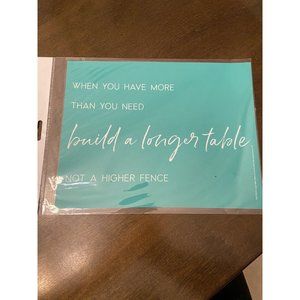 WHEN YOU HAVE MORE
THAN YOU NEED
build a longer table
NOT A HIGHER FENCE